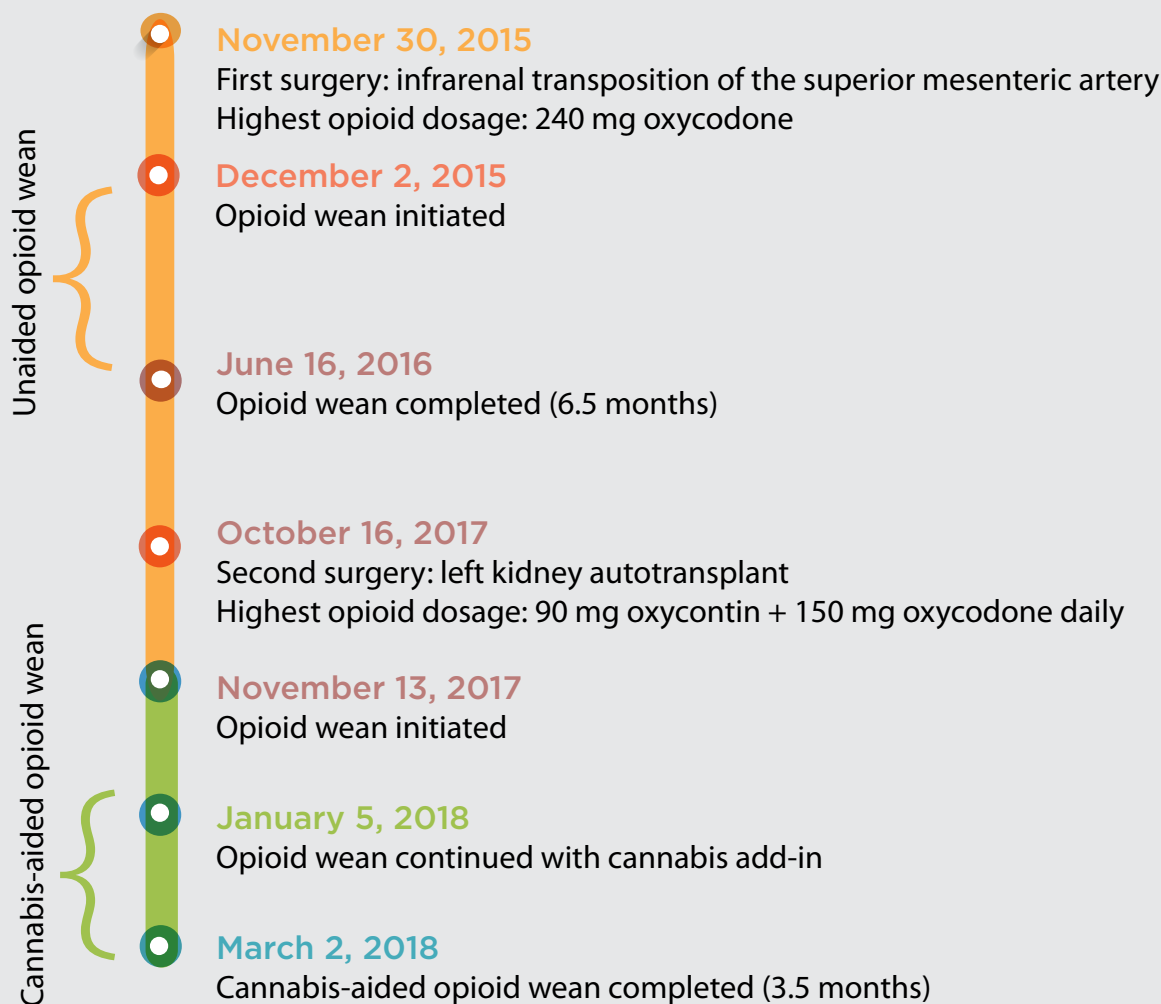 November 30, 2015
First surgery: infrarenal transposition of the superior mesenteric artery
Highest opioid dosage: 240 mg oxycodone
Unaided opioid wean
December 2, 2015
Opioid wean initiated
June 16, 2016
Opioid wean completed (6.5 months)
October 16, 2017
Second surgery: left kidney autotransplant
Highest opioid dosage: 90 mg oxycontin + 150 mg oxycodone daily
Cannabis-aided opioid wean
November 13, 2017
Opioid wean initiated
January 5, 2018
Opioid wean continued with cannabis add-in
March 2, 2018
Cannabis-aided opioid wean completed (3.5 months)